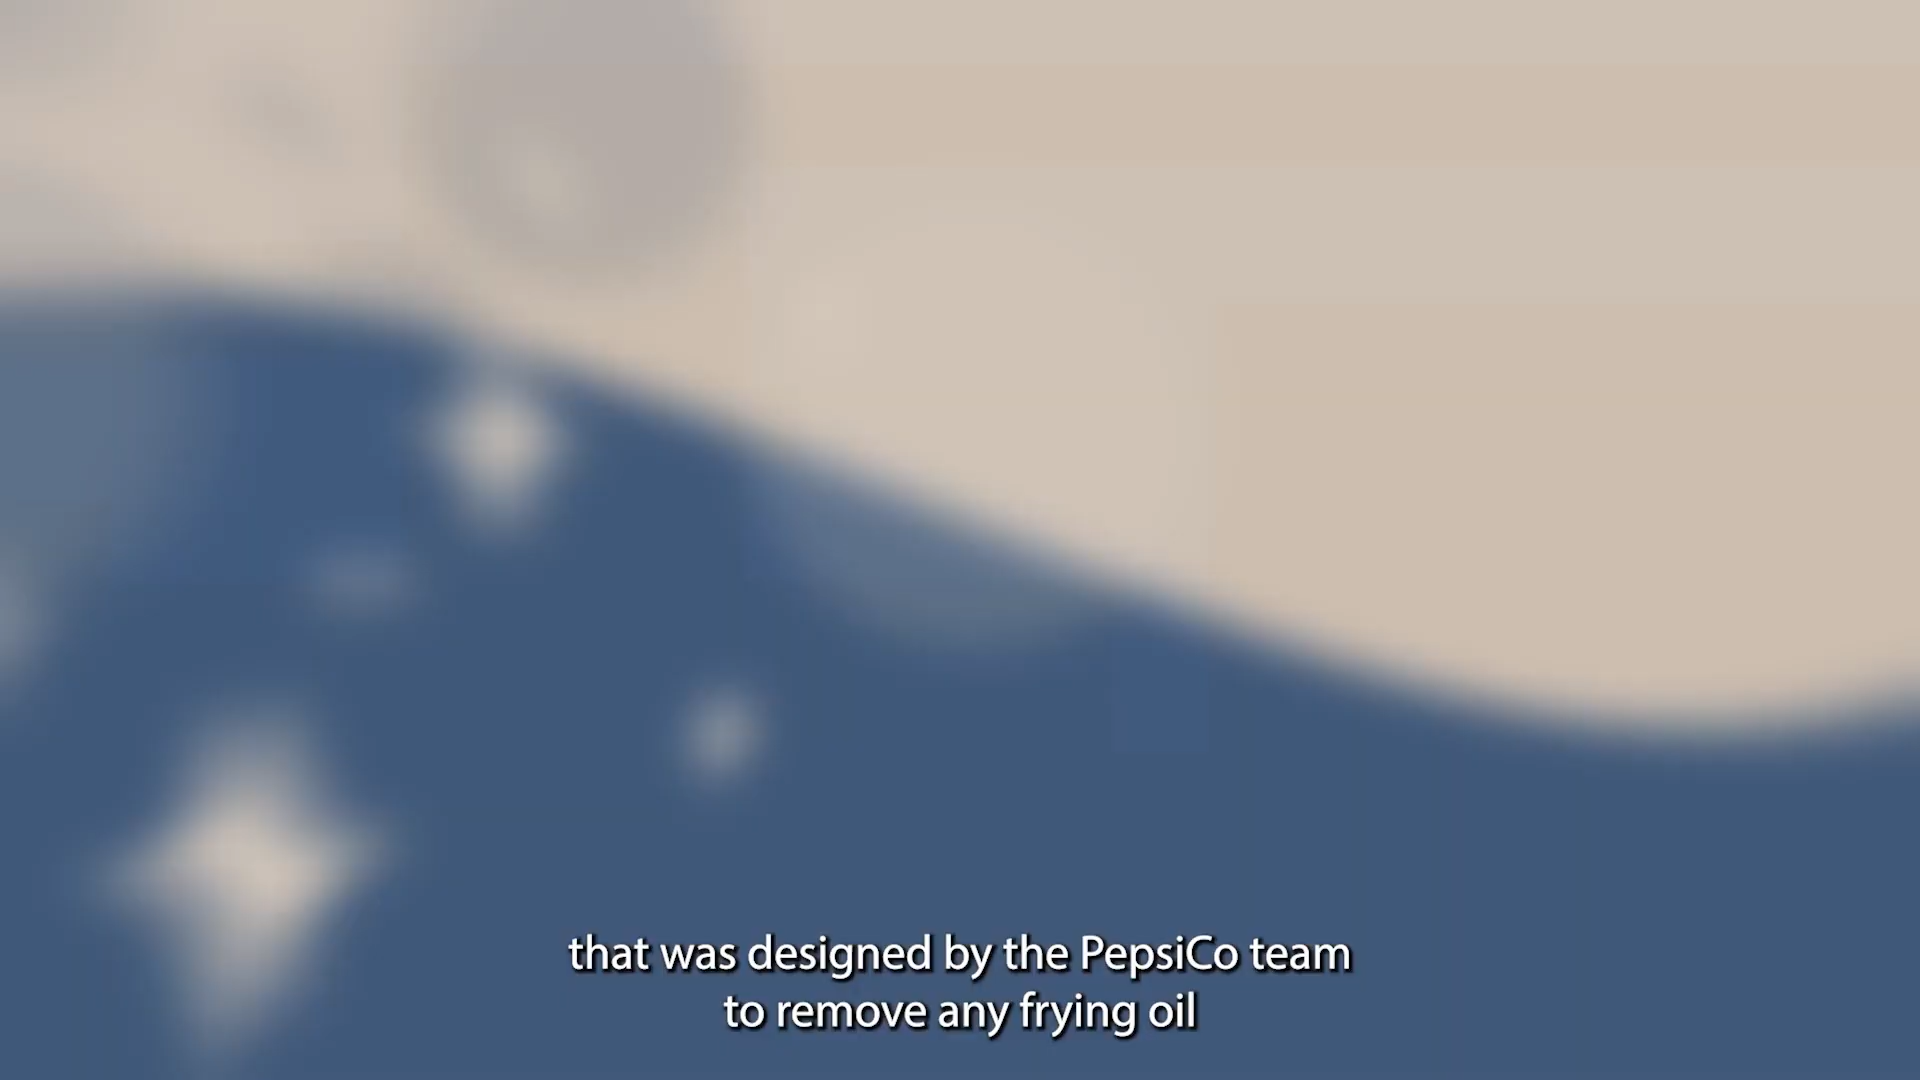 that was designed by the PepsiCo team
to remove any frying oil